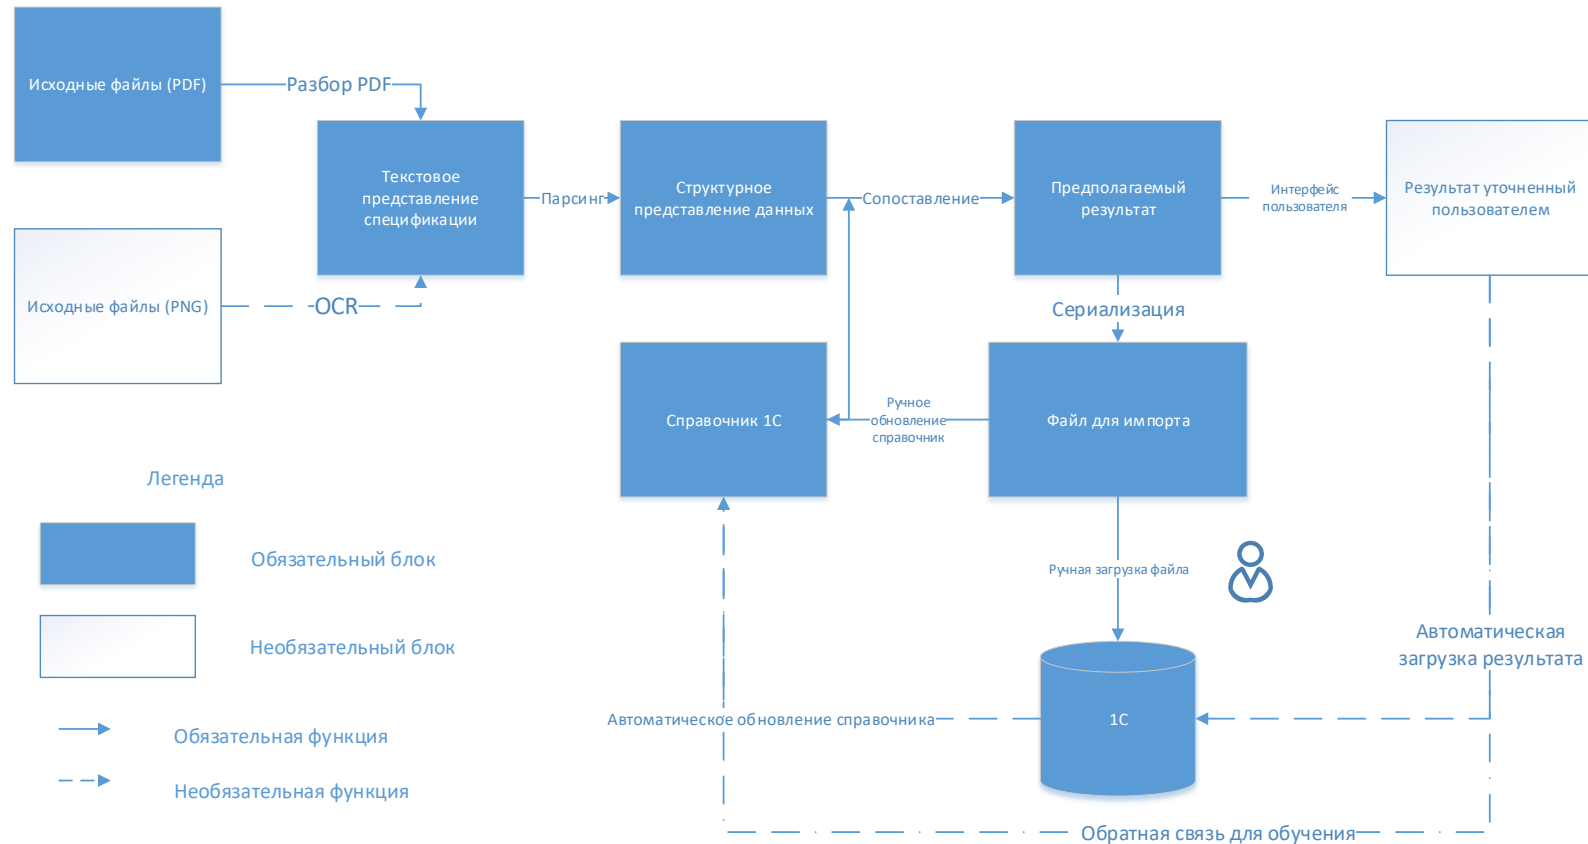 Исходные файлы (PDF)
Разбор PDF
Текстовое
представление
спецификации
Парсинг
Структурное
представление данных
Сопоставление
Предполагаемый
результат
Интерфейс
пользователя
Результат уточненный
пользователем
Исходные файлы (PNG)
OCR
Сериализация
Справочник 1С
Ручное
обновление
справочник
Файл для импорта
Легенда
Обязательный блок
Ручная загрузка файла
Необязательный блок
Автоматическая
загрузка результата
Автоматическое обновление справочника
1С
Обязательная функция
Необязательная функция
Обратная связь для обучения